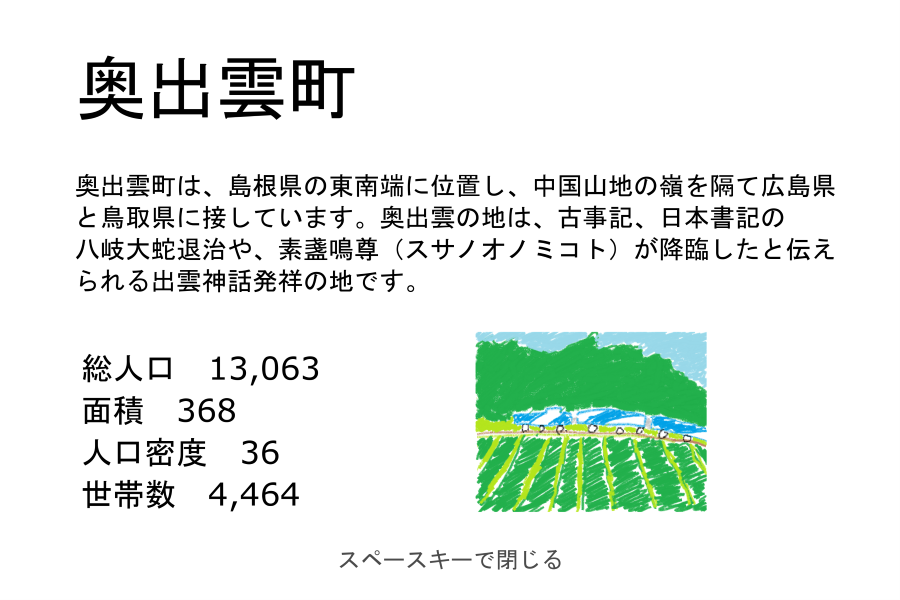 奥出雲町
奥出雲町は、島根県の東南端に位置し、中国山地の嶺を隔て広島県
と鳥取県に接しています。奥出雲の地は、古事記、日本書記の
八岐大蛇退治や、素盞鳴尊（スサノオノミコト）が降臨したと伝え
られる出雲神話発祥の地です。
総人口　13,063
面積　368
人口密度　36
世帯数　4,464
スペースキーで閉じる